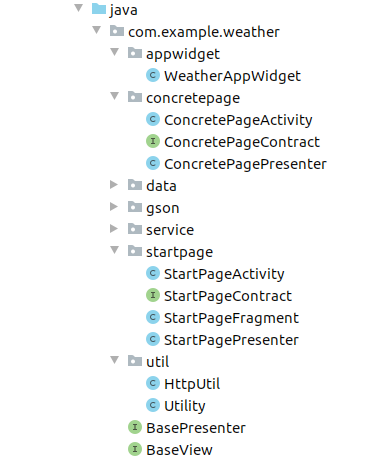 java
com.example.weather
appwidget
C WeatherAppWidget
concretepage
C ConcretePageActivity
I ConcretePageContract
C ConcretePagePresenter
data
gson
service
startpage
C StartPageActivity
I StartPageContract
C StartPageFragment
C StartPagePresenter
util
C HttpUtil
C Utility
I BasePresenter
I BaseView